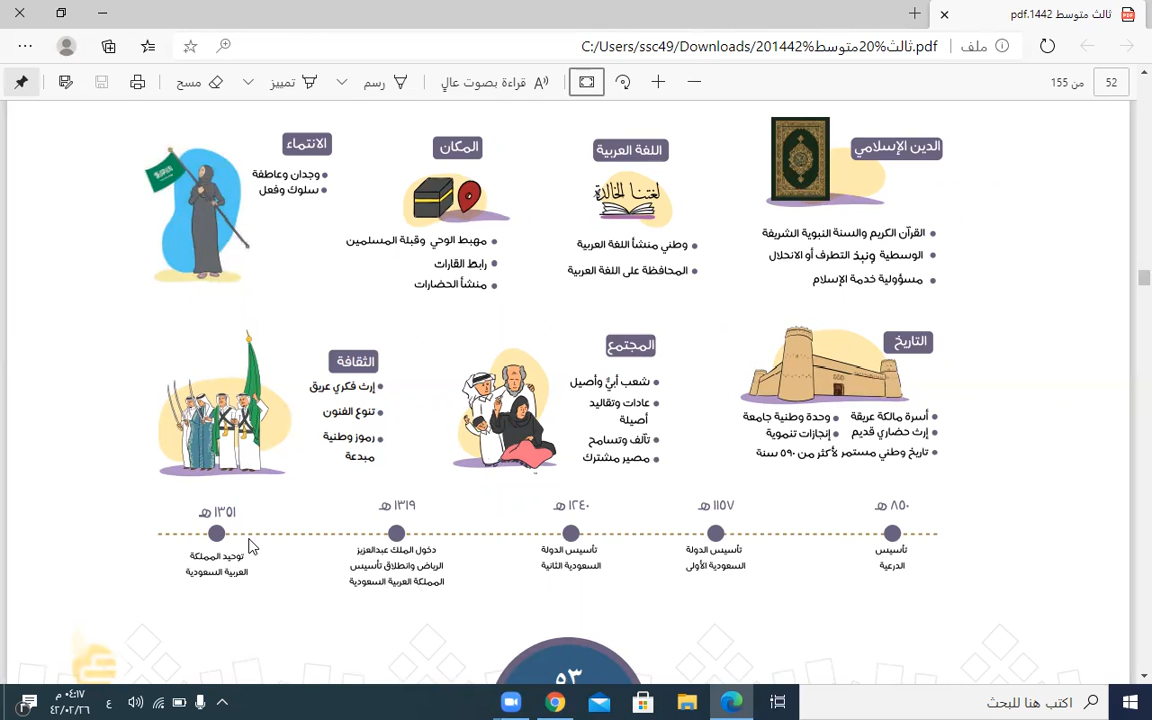 ثالث متوسط 1442.pdf
ملف
C:/Users/ssc49/Downloads/201442%متوسط20%ثالث.pdf
52
من 155
قراءة بصوت عالٍ
رسم
تمييز
مسح
الدين الإسلامي
القرآن الكريم والسنة النبوية الشريفة
الوسطية ونبذ التطرف أو الانحلال
مسؤولية خدمة الإسلام
اللغة العربية
لغتنا الخالدة
وطني منشأ اللغة العربية
المحافظة على اللغة العربية
المكان
مهبط الوحي وقبلة المسلمين
رابط القارات
منشأ الحضارات
الانتماء
وجدان وعاطفة
سلوك وفعل
التاريخ
أسرة مالكة عريقة
وحدة وطنية جامعة
إرث حضاري قديم
إنجازات تنموية
تاريخ وطني مستمر لأكثر من ٥٩٠ سنة
المجتمع
شعب أبيٌّ وأصيل
عادات وتقاليد
أصيلة
تآلف وتسامح
مصير مشترك
الثقافة
إرث فكري عريق
تنوع الفنون
رموز وطنية
مبدعة
٨٥٠ هـ
تأسيس
الدرعية
١١٥٧ هـ
تأسيس الدولة
السعودية الأولى
١٢٤٠ هـ
تأسيس الدولة
السعودية الثانية
١٣١٩ هـ
دخول الملك عبدالعزيز
الرياض وانطلاق تأسيس
المملكة العربية السعودية
١٣٥١ هـ
توحيد المملكة
العربية السعودية
٥٣
اكتب هنا للبحث
ع
٠٤:١٧ م
٤٢/٠٢/٢٦